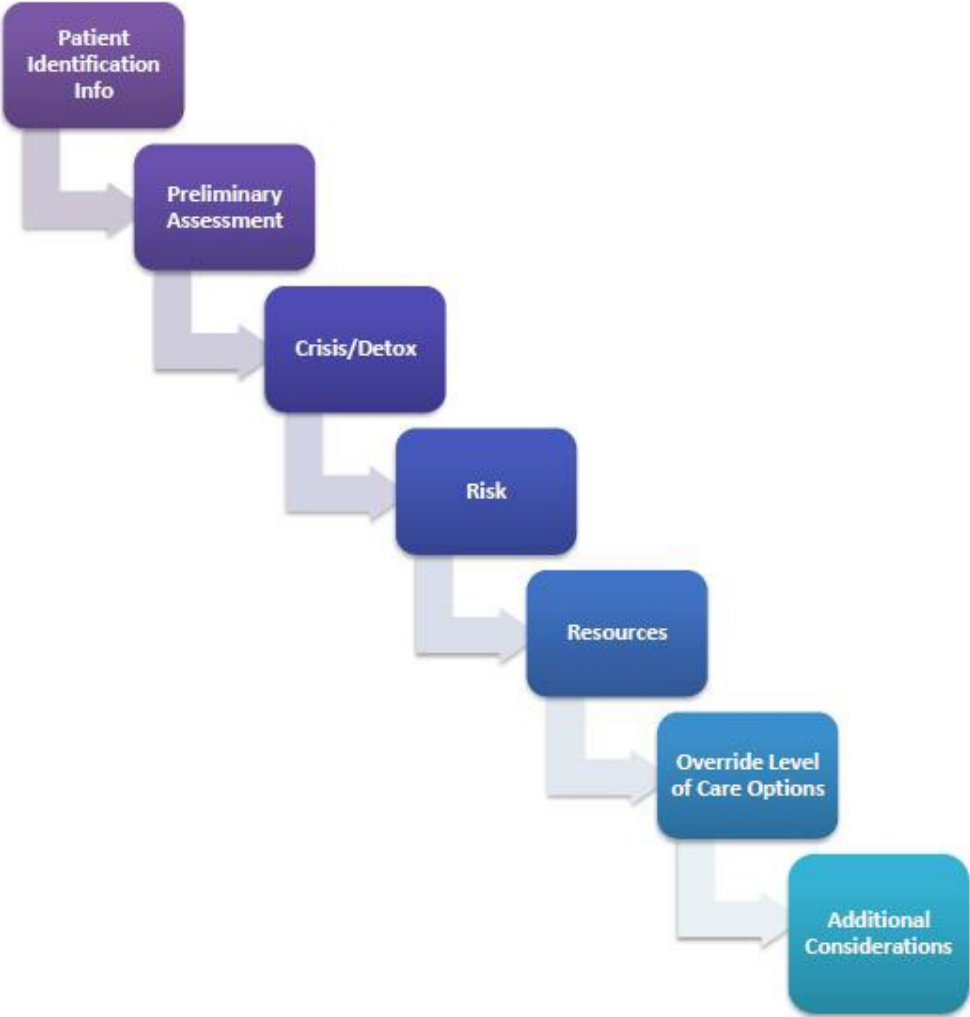 Patient
Identification
Info
Preliminary
Assessment
Crisis/Detox
Risk
Resources
Override Level
of Care Options
Additional
Considerations